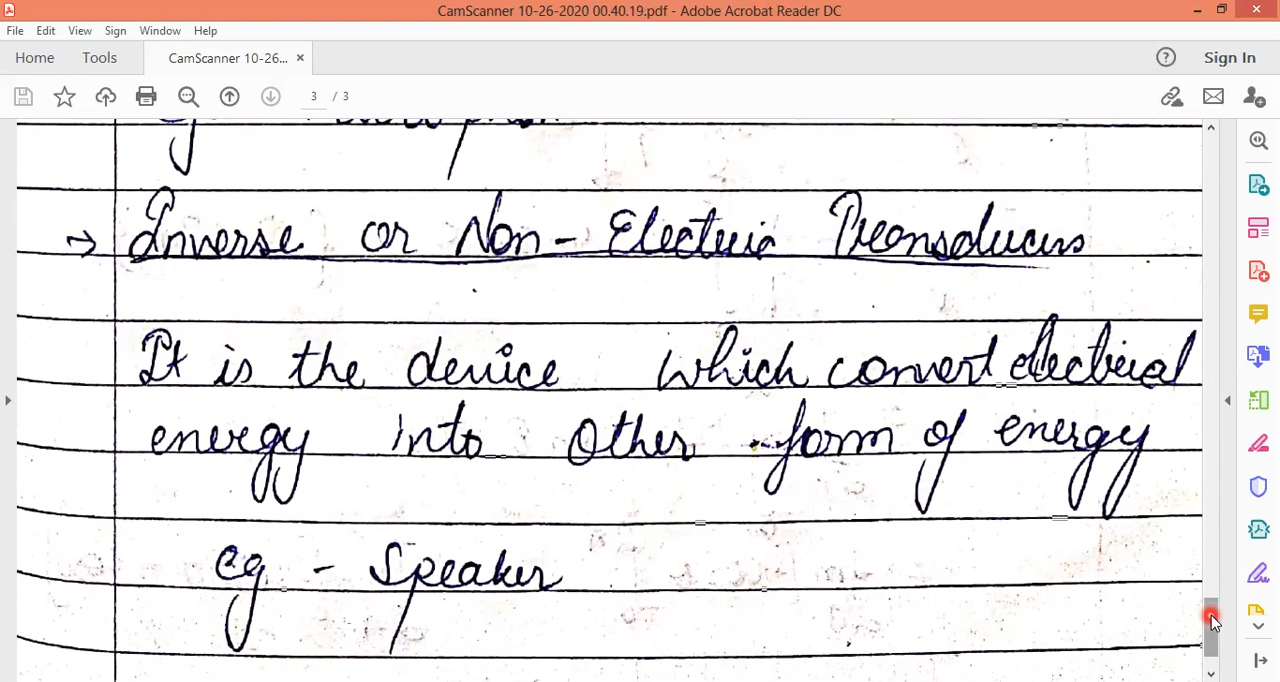 CamScanner 10-26-2020 00.40.19.pdf - Adobe Acrobat Reader DC
File Edit View Sign Window Help
Home Tools CamScanner 10-26... × Sign In
3 / 3
→ Inverse or Non-Electric Transducers
It is the device which convert electrical
energy into other form of energy
eg - Speaker